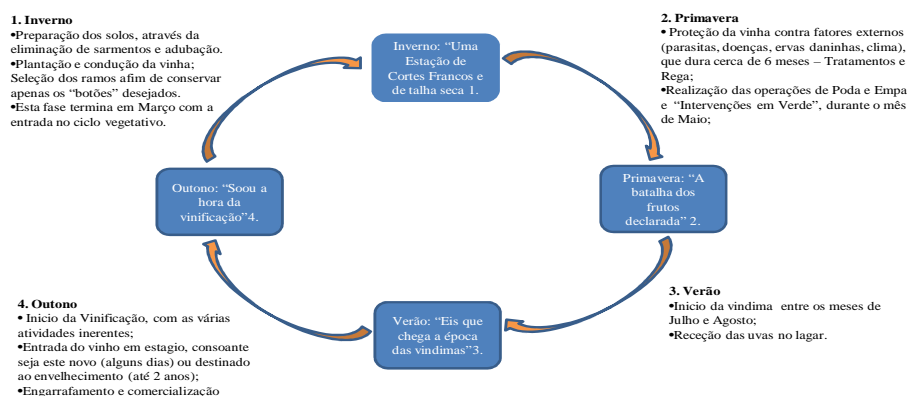 1. Inverno
•Preparação dos solos, através da
eliminação de sarmentos e adubação.
•Plantação e condução da vinha;
Seleção dos ramos afim de conservar
apenas os “botões” desejados.
•Esta fase termina em Março com a
entrada no ciclo vegetativo.
Inverno: “Uma
Estação de
Cortes Francos e
de talha seca 1.
2. Primavera
• Proteção da vinha contra fatores externos
(parasitas, doenças, ervas daninhas, clima),
que dura cerca de 6 meses – Tratamentos e
Rega;
•Realização das operações de Poda e Empa
e “Intervenções em Verde”, durante o mês
de Maio;
Outono: “Soou a
hora da
vinificação”4.
Primavera: “A
batalha dos
frutos
declarada” 2.
4. Outono
• Inicio da Vinificação, com as várias
atividades inerentes;
•Entrada do vinho em estagio, consoante
seja este novo (alguns dias) ou destinado
ao envelhecimento (até 2 anos);
•Engarrafamento e comercialização
Verão: “Eis que
chega a época
das vindimas”3.
3. Verão
•Inicio da vindima entre os meses de
Julho e Agosto;
•Receção das uvas no lagar.